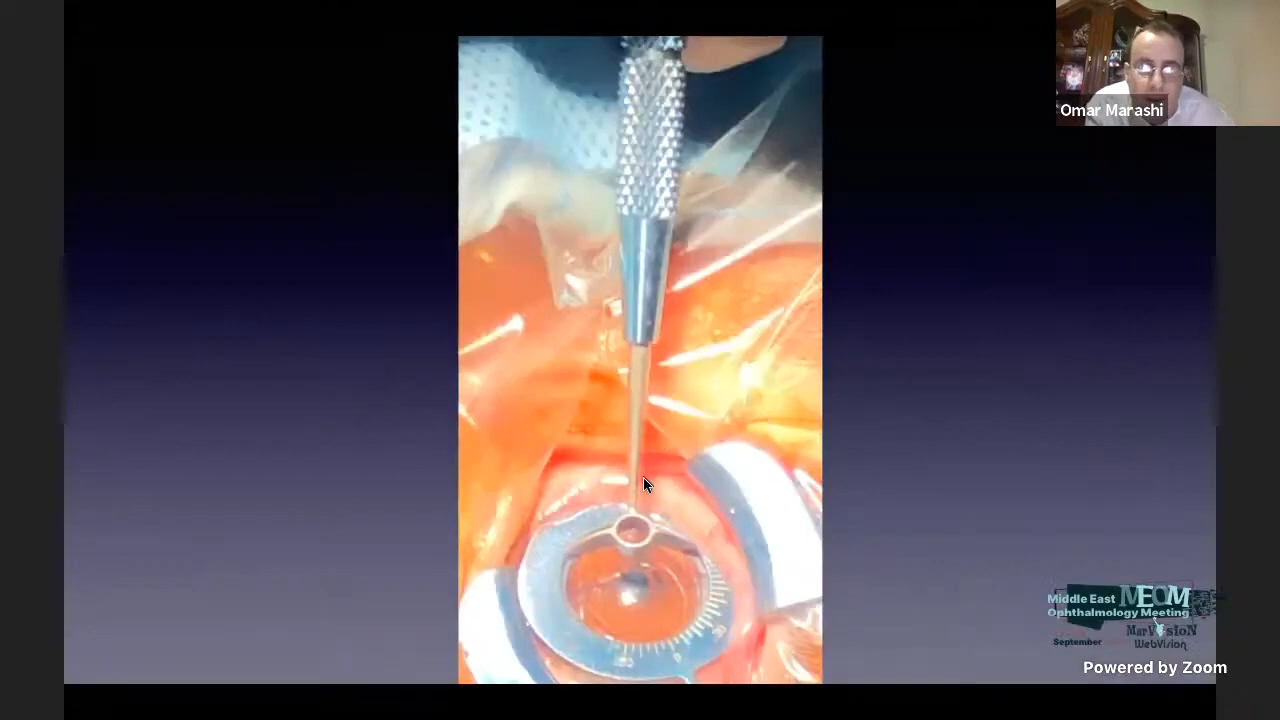 Omar Marashi
Middle East
Ophthalmology Meeting
MEOM
September
MarVision
WebVision
Powered by Zoom